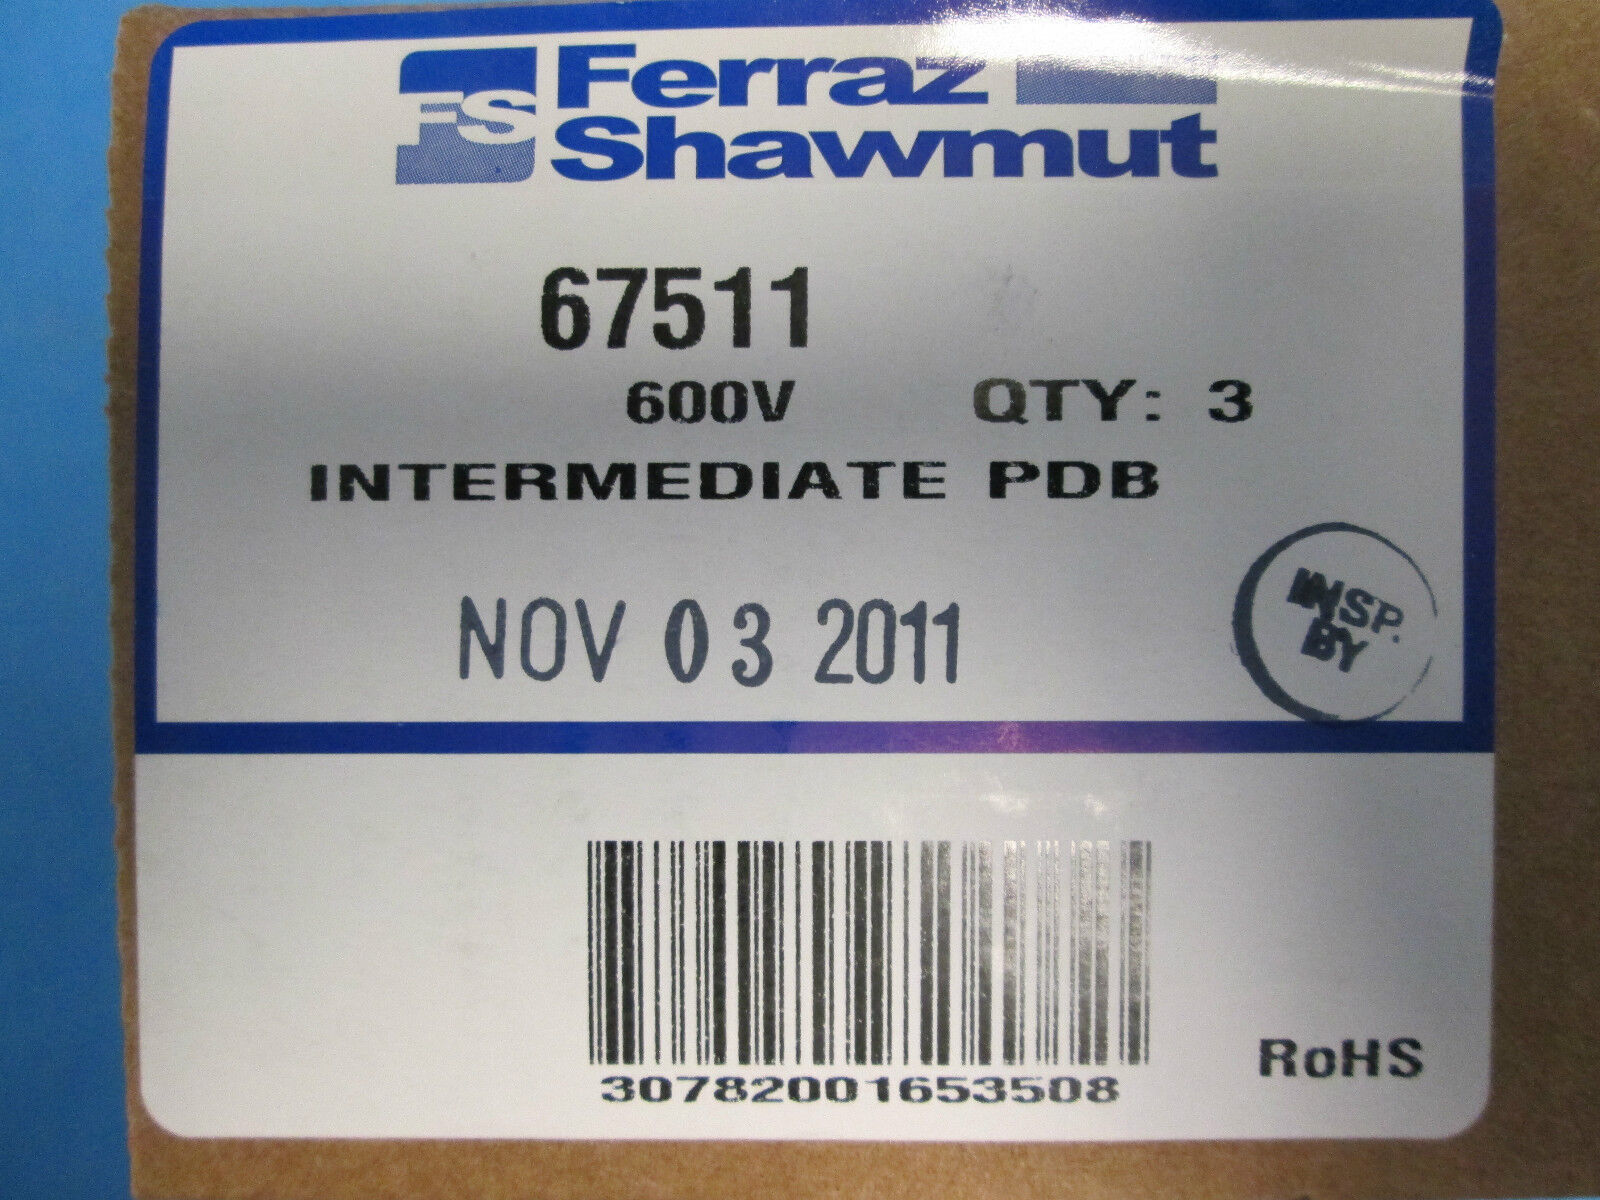 FS
Ferraz
Shawmut
67511
600V QTY: 3
INTERMEDIATE PDB
NOV 03 2011
INSP.
BY
30782001653508
RoHS